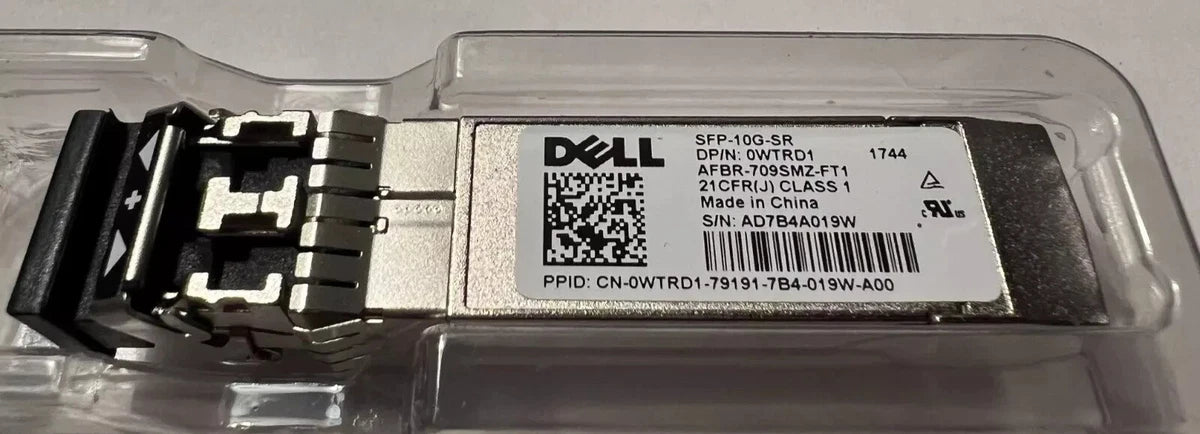 DELL
SFP-10G-SR
DP/N: 0WTRD1 1744
AFBR-709SMZ-FT1
21CFR(J) CLASS 1
Made in China
S/N: AD7B4A019W
PPID: CN-0WTRD1-79191-7B4-019W-A00